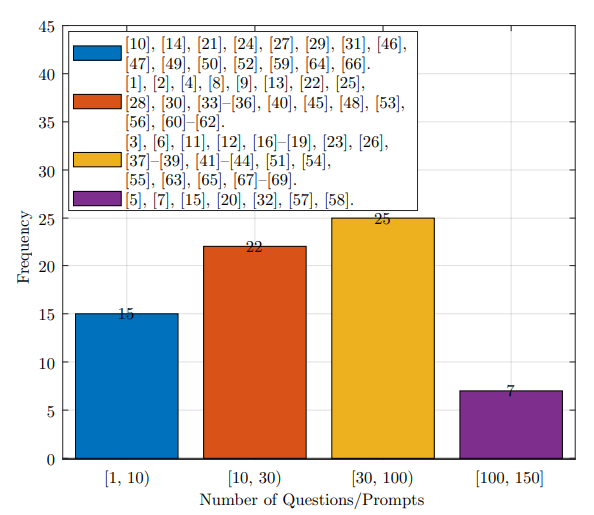 45
40
35
30
25
20
15
10
5
0
Frequency
[10], [14], [21], [24], [27], [29], [31], [46],
[47], [49], [50], [52], [59], [64], [66].
[1], [2], [4], [8], [9], [13], [22], [25],
[28], [30], [33]–[36], [40], [45], [48], [53],
[56], [60]–[62].
[3], [6], [11], [12], [16]–[19], [23], [26],
[37]–[39], [41]–[44], [51], [54],
[55], [63], [65], [67]–[69].
[5], [7], [15], [20], [32], [57], [58].
15
22
25
7
[1, 10)
[10, 30)
[30, 100)
[100, 150]
Number of Questions/Prompts